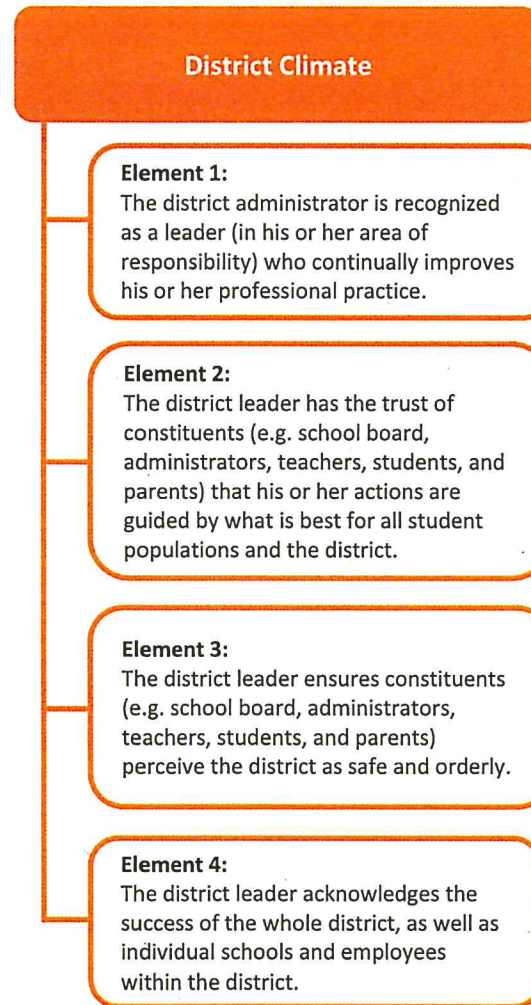 District Climate
Element 1:
The district administrator is recognized
as a leader (in his or her area of
responsibility) who continually improves
his or her professional practice.
Element 2:
The district leader has the trust of
constituents (e.g. school board,
administrators, teachers, students, and
parents) that his or her actions are
guided by what is best for all student
populations and the district.
Element 3:
The district leader ensures constituents
(e.g. school board, administrators,
teachers, students, and parents)
perceive the district as safe and orderly.
Element 4:
The district leader acknowledges the
success of the whole district, as well as
individual schools and employees
within the district.